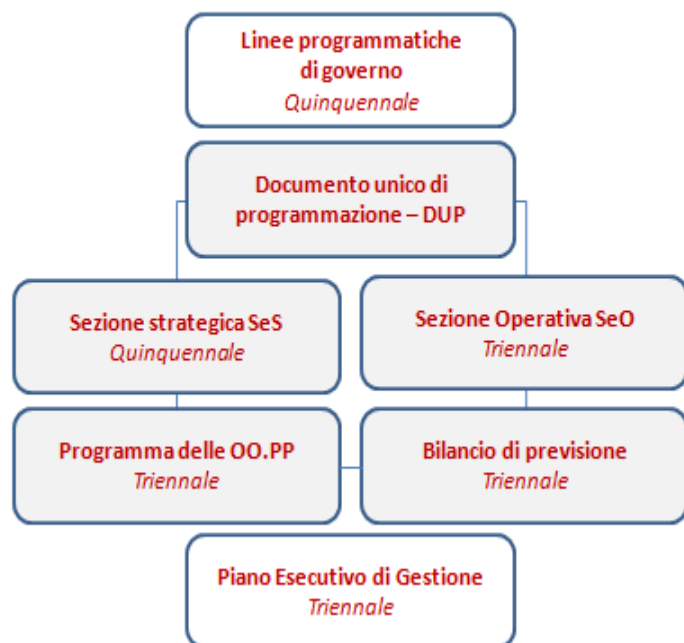 Linee programmatiche
di governo
Quinquennale
Documento unico di
programmazione – DUP
Sezione strategica SeS
Quinquennale
Sezione Operativa SeO
Triennale
Programma delle OO.PP
Triennale
Bilancio di previsione
Triennale
Piano Esecutivo di Gestione
Triennale